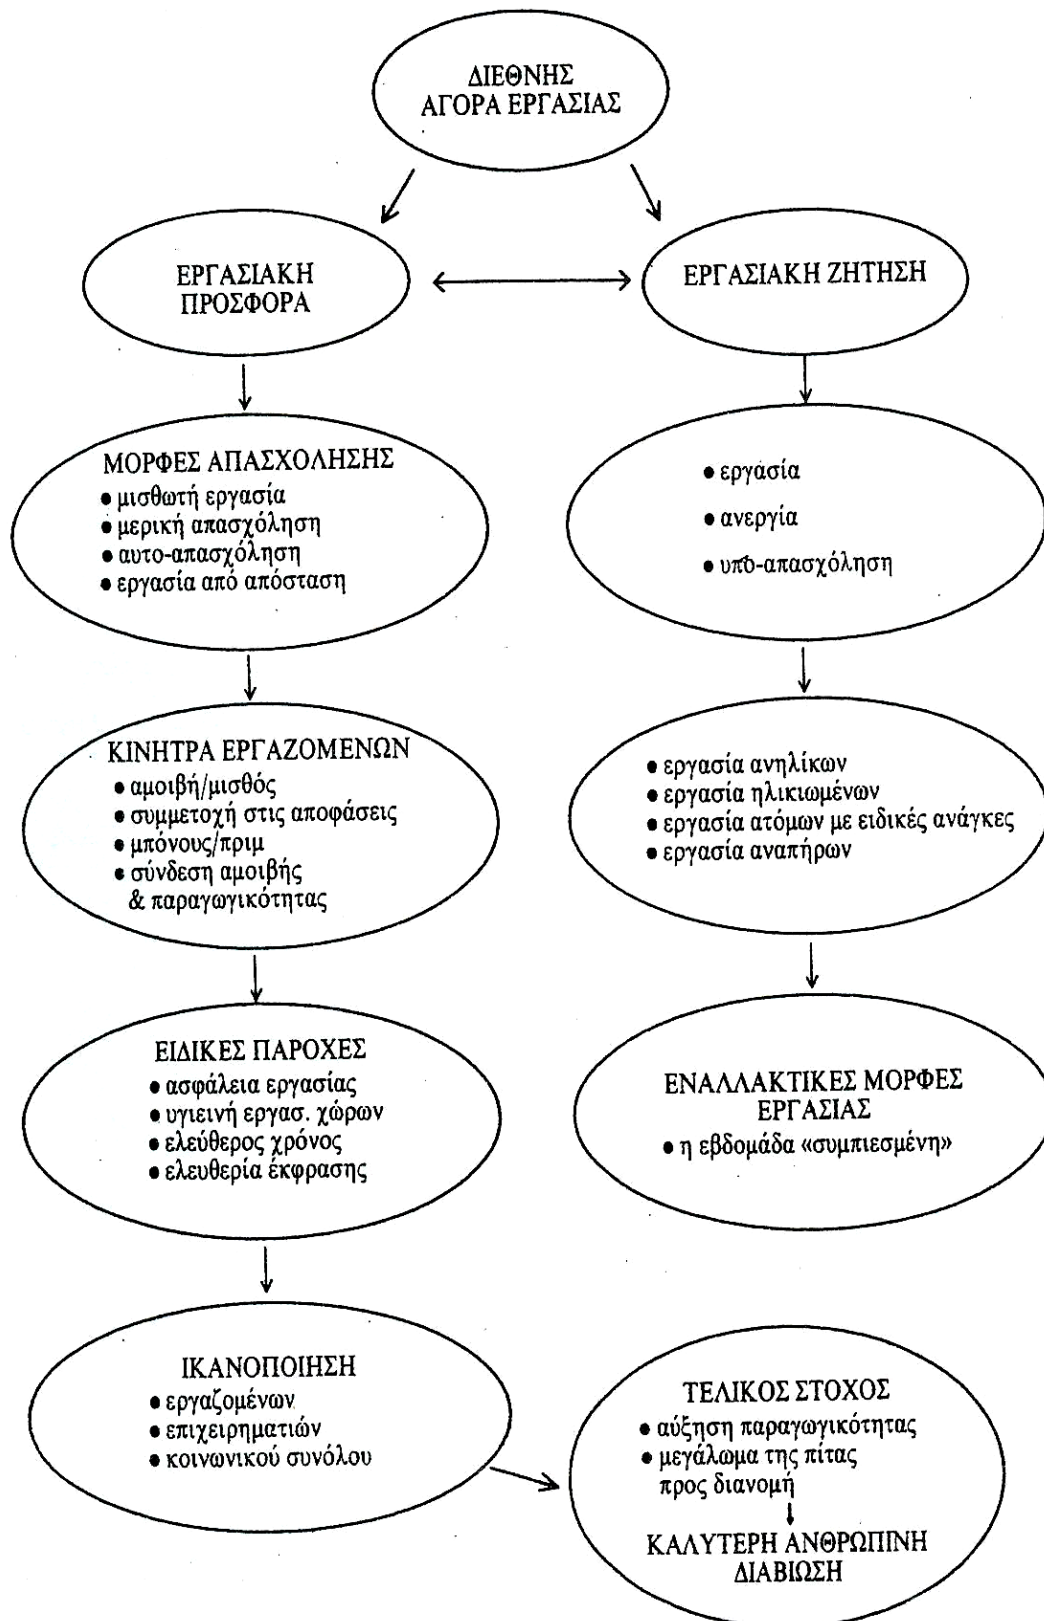 ΔΙΕΘΝΗΣ
ΑΓΟΡΑ ΕΡΓΑΣΙΑΣ
ΕΡΓΑΣΙΑΚΗ
ΠΡΟΣΦΟΡΑ
ΕΡΓΑΣΙΑΚΗ ΖΗΤΗΣΗ
ΜΟΡΦΕΣ ΑΠΑΣΧΟΛΗΣΗΣ
● μισθωτή εργασία
● μερική απασχόληση
● αυτο-απασχόληση
● εργασία από απόσταση
● εργασία
● ανεργία
● υπο-απασχόληση
ΚΙΝΗΤΡΑ ΕΡΓΑΖΟΜΕΝΩΝ
● αμοιβή/μισθός
● συμμετοχή στις αποφάσεις
● μπόνους/πριμ
● σύνδεση αμοιβής
& παραγωγικότητας
● εργασία ανηλίκων
● εργασία ηλικιωμένων
● εργασία ατόμων με ειδικές ανάγκες
● εργασία αναπήρων
ΕΙΔΙΚΕΣ ΠΑΡΟΧΕΣ
● ασφάλεια εργασίας
● υγιεινή εργασ. χώρων
● ελεύθερος χρόνος
● ελευθερία έκφρασης
ΕΝΑΛΛΑΚΤΙΚΕΣ ΜΟΡΦΕΣ
ΕΡΓΑΣΙΑΣ
● η εβδομάδα «συμπιεσμένη»
ΙΚΑΝΟΠΟΙΗΣΗ
● εργαζομένων
● επιχειρηματιών
● κοινωνικού συνόλου
ΤΕΛΙΚΟΣ ΣΤΟΧΟΣ
● αύξηση παραγωγικότητας
● μεγάλωμα της πίτας
προς διανομή
ΚΑΛΥΤΕΡΗ ΑΝΘΡΩΠΙΝΗ
ΔΙΑΒΙΩΣΗ